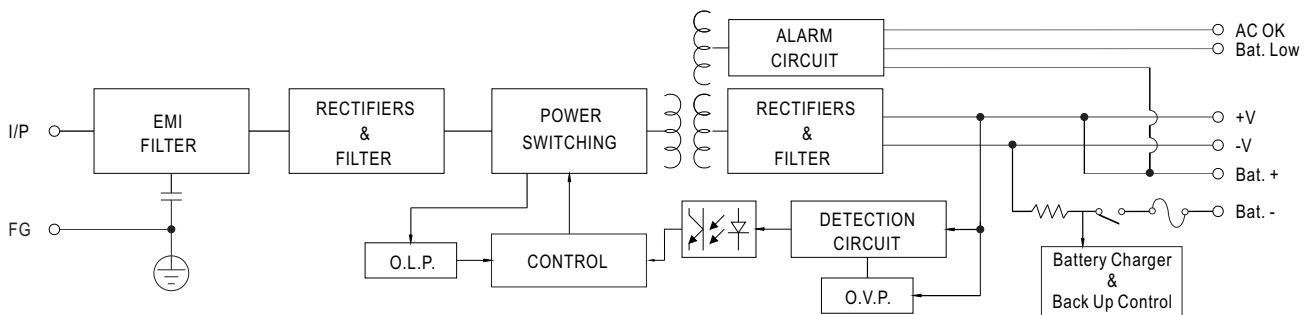 ALARM
CIRCUIT
AC OK
Bat. Low
I/P
EMI
FILTER
RECTIFIERS
&
FILTER
POWER
SWITCHING
RECTIFIERS
&
FILTER
+V
-V
Bat. +
Bat. -
FG
O.L.P.
CONTROL
DETECTION
CIRCUIT
O.V.P.
Battery Charger
&
Back Up Control